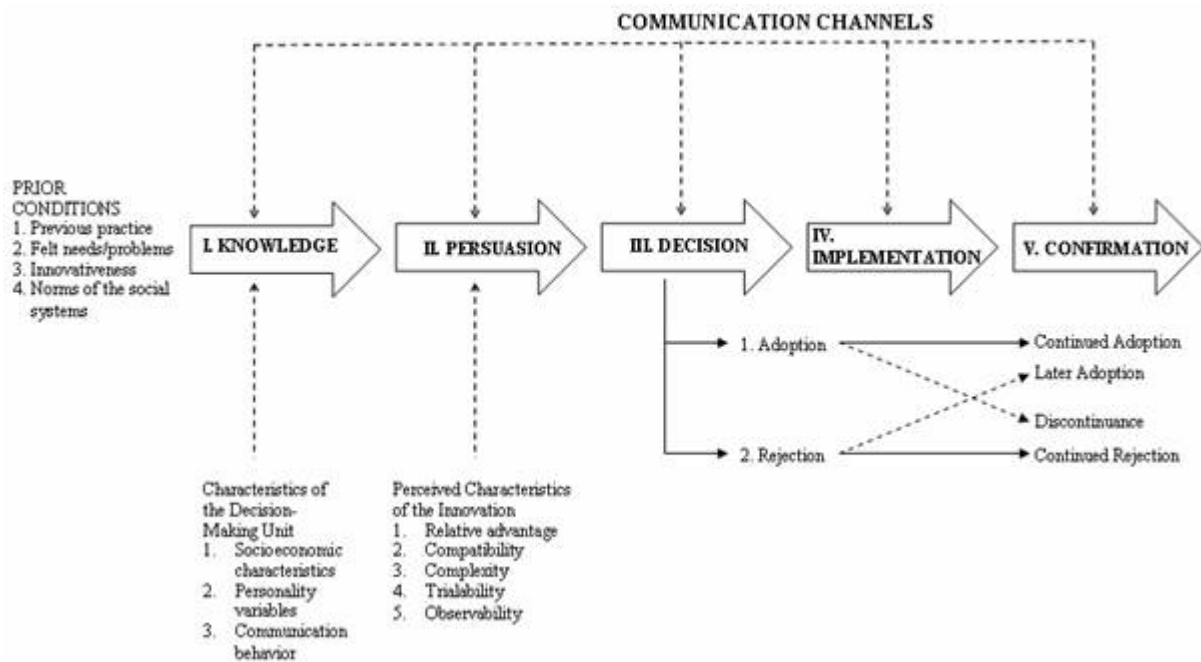 COMMUNICATION CHANNELS
PRIOR
CONDITIONS
1. Previous practice
2. Felt needs/problems
3. Innovativeness
4. Norms of the social
systems
I. KNOWLEDGE
II. PERSUASION
III. DECISION
IV.
IMPLEMENTATION
V. CONFIRMATION
1. Adoption
2. Rejection
Continued Adoption
Later Adoption
Discontinuance
Continued Rejection
Characteristics of
the Decision-
Making Unit
1. Socioeconomic
characteristics
2. Personality
variables
3. Communication
behavior
Perceived Characteristics
of the Innovation
1. Relative advantage
2. Compatibility
3. Complexity
4. Trialability
5. Observability